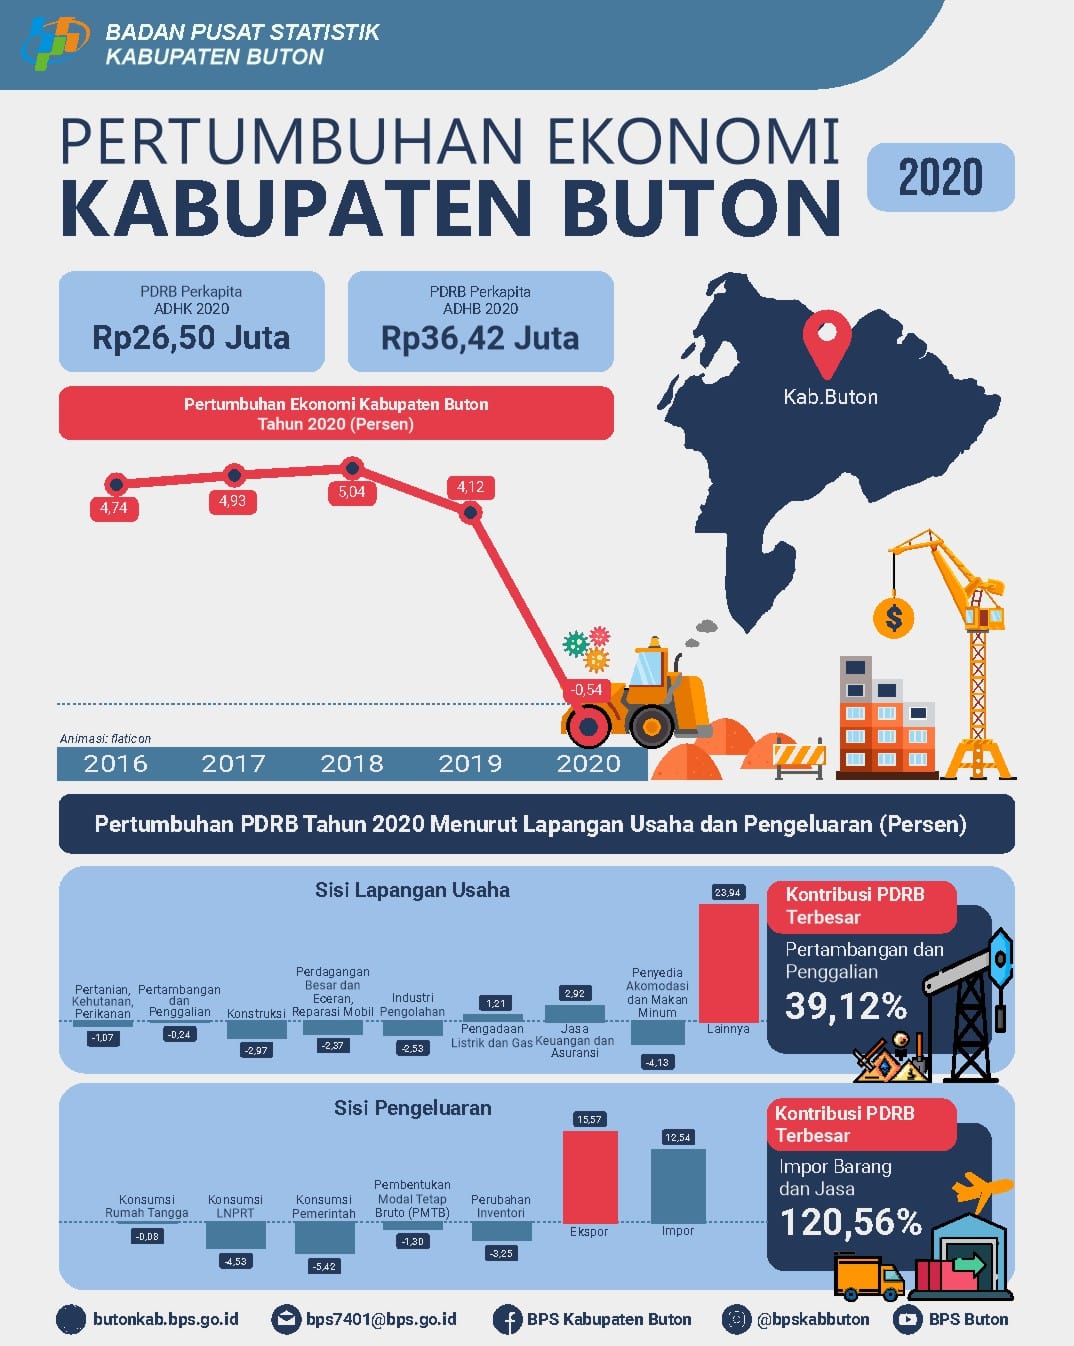 BADAN PUSAT STATISTIK
KABUPATEN BUTON
PERTUMBUHAN EKONOMI
KABUPATEN BUTON
2020
PDRB Perkapita
ADHK 2020
Rp26,50 Juta
PDRB Perkapita
ADHB 2020
Rp36,42 Juta
Kab.Buton
Pertumbuhan Ekonomi Kabupaten Buton
Tahun 2020 (Persen)
4,74
4,93
5,04
4,12
-0,54
$
Animasi: flaticon
2016
2017
2018
2019
2020
Pertumbuhan PDRB Tahun 2020 Menurut Lapangan Usaha dan Pengeluaran (Persen)
Sisi Lapangan Usaha
Pertanian,
Kehutanan,
Perikanan
-1,07
Pertambangan
dan
Penggalian
-0,24
Konstruksi
-2,97
Perdagangan
Besar dan
Eceran,
Reparasi Mobil
-2,37
Industri
Pengolahan
-2,53
1,21
Pengadaan
Listrik dan Gas
2,92
Jasa
Keuangan dan
Asuransi
Penyedia
Akomodasi
dan Makan
Minum
-4,13
23,94
Lainnya
Kontribusi PDRB
Terbesar
Pertambangan dan
Penggalian
39,12%
Sisi Pengeluaran
Konsumsi
Rumah Tangga
-0,08
Konsumsi
LNPRT
-4,53
Konsumsi
Pemerintah
-5,42
Pembentukan
Modal Tetap
Bruto (PMTB)
-1,30
Perubahan
Inventori
-3,25
15,57
Ekspor
12,54
Impor
Kontribusi PDRB
Terbesar
Impor Barang
dan Jasa
120,56%
butonkab.bps.go.id
bps7401@bps.go.id
BPS Kabupaten Buton
@bpskabbuton
BPS Buton